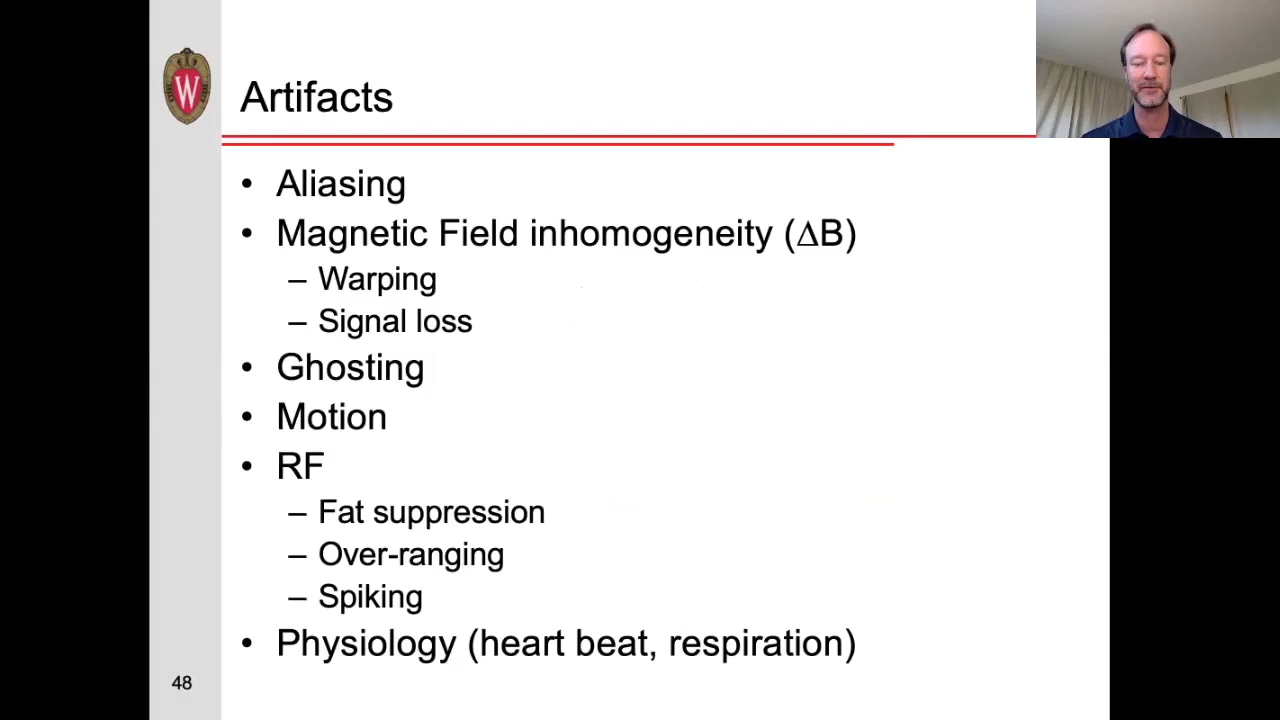 W
Artifacts
• Aliasing
• Magnetic Field inhomogeneity (∆B)
– Warping
– Signal loss
• Ghosting
• Motion
• RF
– Fat suppression
– Over-ranging
– Spiking
• Physiology (heart beat, respiration)
48